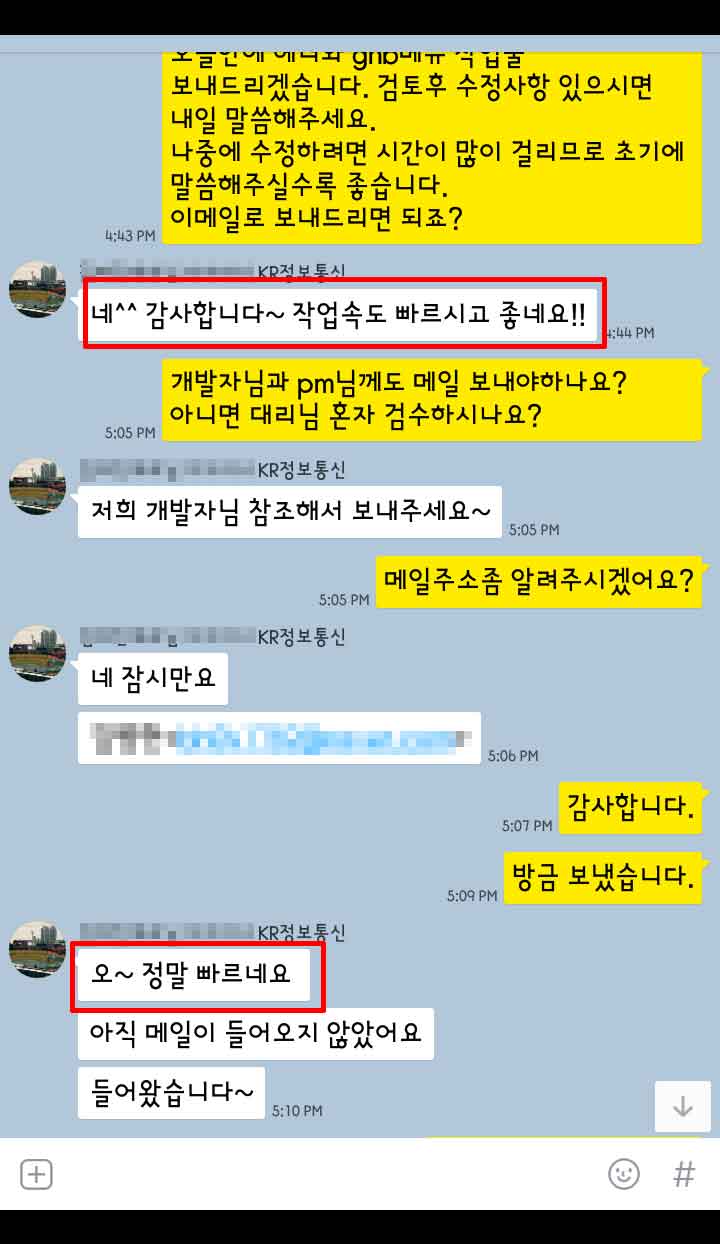 gnb메뉴 작업물
보내드리겠습니다. 검토후 수정사항 있으시면
내일 말씀해주세요.
나중에 수정하려면 시간이 많이 걸리므로 초기에
말씀해주실수록 좋습니다.
이메일로 보내드리면 되죠?
4:43 PM
KR정보통신
네^^ 감사합니다~ 작업속도 빠르시고 좋네요!!
4:44 PM
개발자님과 pm님께도 메일 보내야하나요?
아니면 대리님 혼자 검수하시나요?
5:05 PM
KR정보통신
저희 개발자님 참조해서 보내주세요~
5:05 PM
메일주소좀 알려주시겠어요?
5:05 PM
KR정보통신
네 잠시만요
5:06 PM
감사합니다.
5:07 PM
방금 보냈습니다.
5:09 PM
KR정보통신
오~ 정말 빠르네요
아직 메일이 들어오지 않았어요
들어왔습니다~
5:10 PM
#